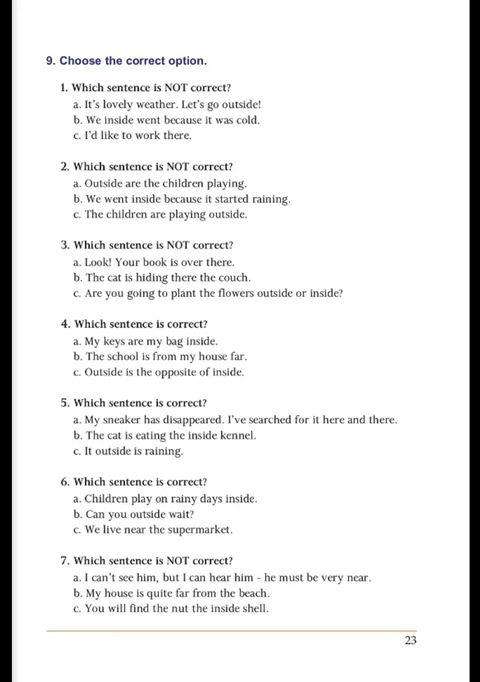 9. Choose the correct option.
1. Which sentence is NOT correct?
a. It's lovely weather. Let's go outside!
b. We inside went because it was cold.
c. I'd like to work there.
2. Which sentence is NOT correct?
a. Outside are the children playing.
b. We went inside because it started raining.
c. The children are playing outside.
3. Which sentence is NOT correct?
a. Look! Your book is over there.
b. The cat is hiding there the couch.
c. Are you going to plant the flowers outside or inside?
4. Which sentence is correct?
a. My keys are my bag inside.
b. The school is from my house far.
c. Outside is the opposite of inside.
5. Which sentence is correct?
a. My sneaker has disappeared. I've searched for it here and there.
b. The cat is eating the inside kennel.
c. It outside is raining.
6. Which sentence is correct?
a. Children play on rainy days inside.
b. Can you outside wait?
c. We live near the supermarket.
7. Which sentence is NOT correct?
a. I can't see him, but I can hear him - he must be very near.
b. My house is quite far from the beach.
c. You will find the nut the inside shell.
23